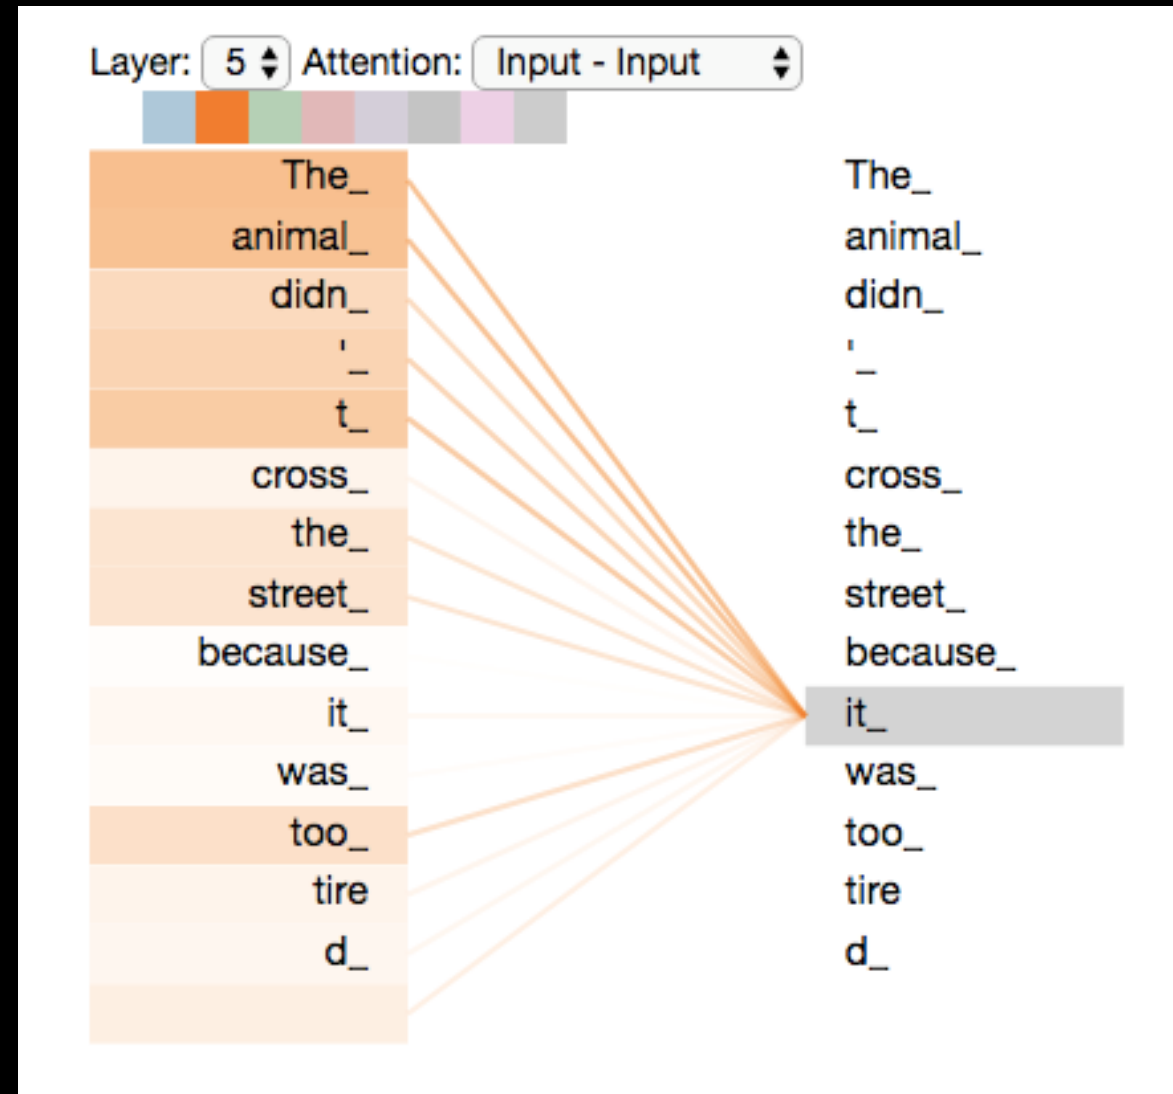 Layer: 5 Attention: Input - Input
The_ The_
animal_ animal_
didn_ didn_
'_ '_
t_ t_
cross_ cross_
the_ the_
street_ street_
because_ because_
it_ it_
was_ was_
too_ too_
tire tire
d_ d_